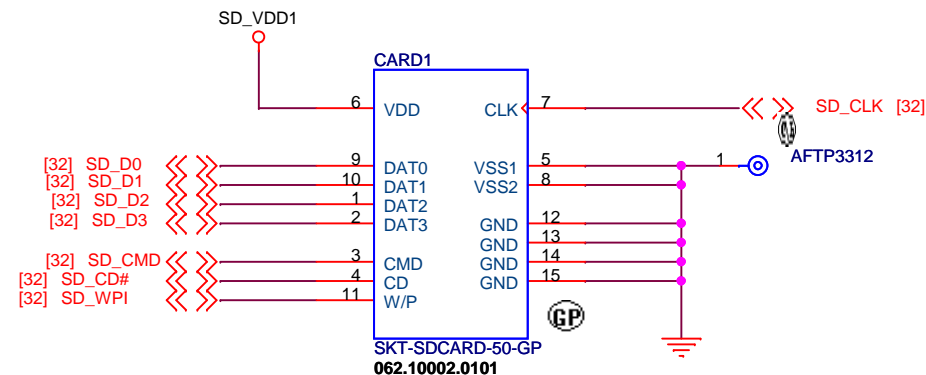 SD_VDD1
CARD1
6 VDD CLK 7 SD_CLK [32]
AFTP3312
[32] SD_D0 9 DAT0 VSS1 5 1
[32] SD_D1 10 DAT1 VSS2 8
[32] SD_D2 1 DAT2
[32] SD_D3 2 DAT3 GND 12
GND 13
[32] SD_CMD 3 CMD GND 14
[32] SD_CD# 4 CD GND 15
[32] SD_WPI 11 W/P
GP
SKT-SDCARD-50-GP
062.10002.0101